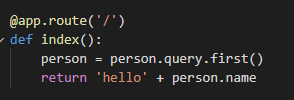 @app.route('/')
def index():
    person = person.query.first()
    return 'hello' + person.name